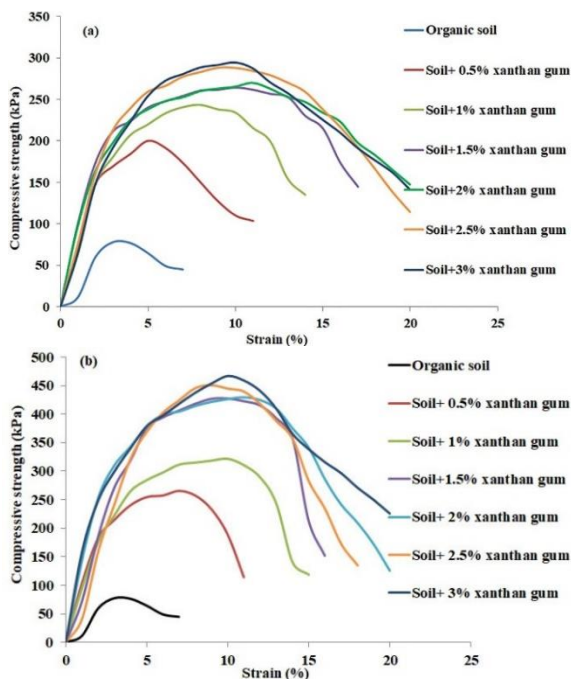 (a)
350
300
250
200
150
100
50
0
Compressive strength (kPa)
0 5 10 15 20 25
Strain (%)
Organic soil
Soil+ 0.5% xanthan gum
Soil+1% xanthan gum
Soil+1.5% xanthan gum
Soil+2% xanthan gum
Soil+2.5% xanthan gum
Soil+3% xanthan gum
(b)
500
450
400
350
300
250
200
150
100
50
0
Compressive strength (kPa)
0 5 10 15 20 25
Strain (%)
Organic soil
Soil+ 0.5% xanthan gum
Soil+ 1% xanthan gum
Soil+1.5% xanthan gum
Soil+ 2% xanthan gum
Soil+ 2.5% xanthan gum
Soil+ 3% xanthan gum